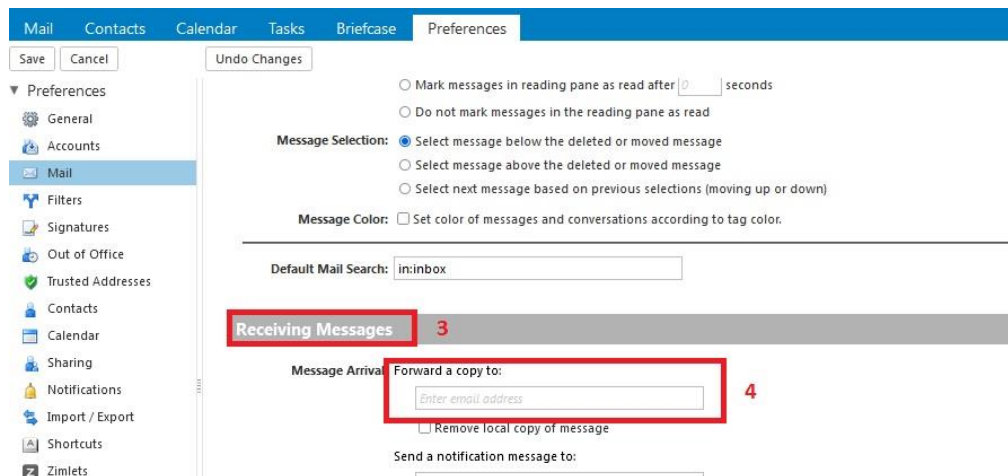 Mail Contacts Calendar Tasks Briefcase Preferences
Save Cancel Undo Changes
Preferences
General
Accounts
Mail
Filters
Signatures
Out of Office
Trusted Addresses
Contacts
Calendar
Sharing
Notifications
Import / Export
Shortcuts
Zimlets
Mark messages in reading pane as read after 0 seconds
Do not mark messages in the reading pane as read
Message Selection: Select message below the deleted or moved message
Select message above the deleted or moved message
Select next message based on previous selections (moving up or down)
Message Color: Set color of messages and conversations according to tag color.
Default Mail Search: in:inbox
Receiving Messages 3
Message Arrival Forward a copy to:
Enter email address 4
Remove local copy of message
Send a notification message to: